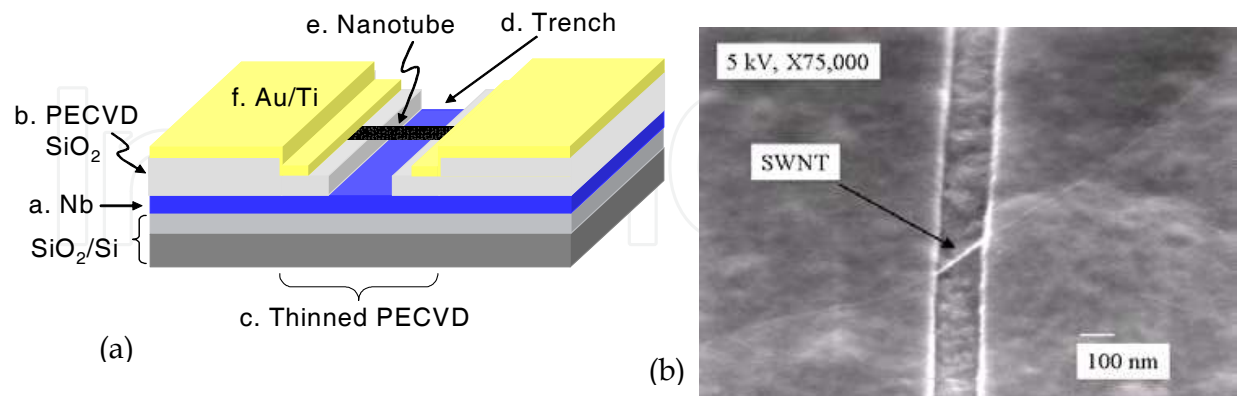 e. Nanotube
d. Trench
f. Au/Ti
b. PECVD
SiO₂
a. Nb
SiO₂/Si
c. Thinned PECVD
(a)
5 kV, X75,000
SWNT
100 nm
(b)